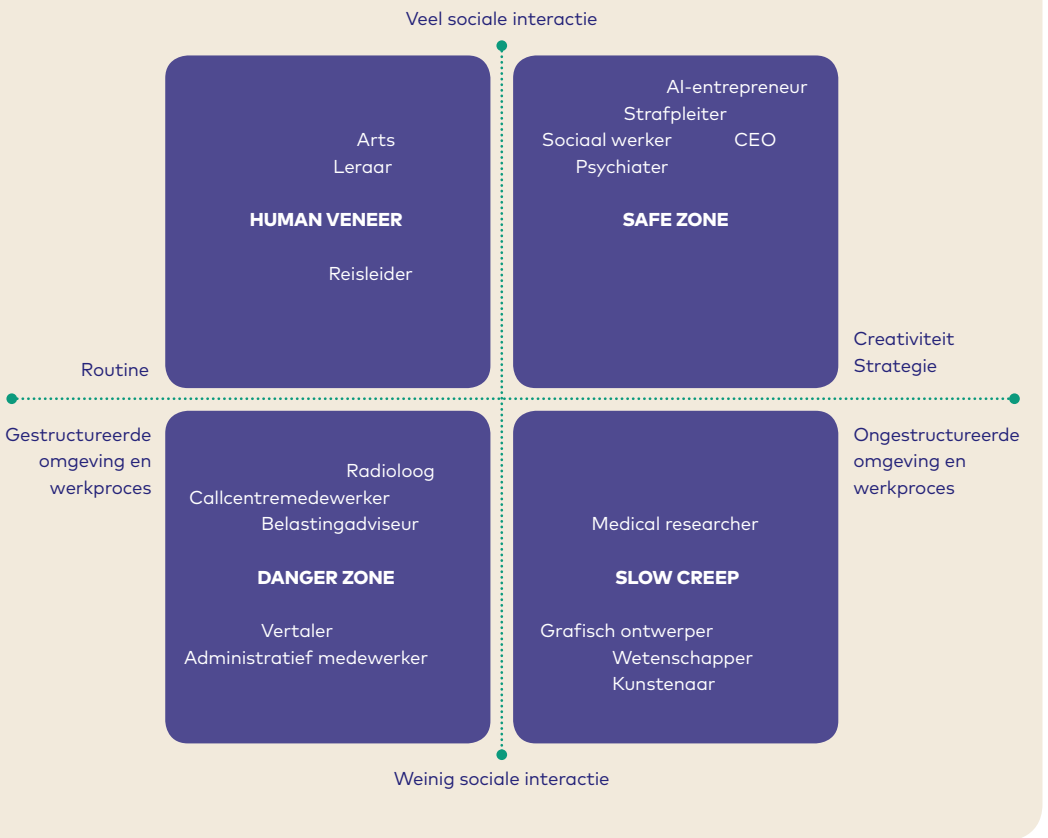 Veel sociale interactie
Arts
Leraar
HUMAN VENEER
Reisleider
AI-entrepreneur
Strafpleiter
Sociaal werker CEO
Psychiater
SAFE ZONE
Routine
Creativiteit
Strategie
Gestructureerde
omgeving en
werkproces
Ongestructureerde
omgeving en
werkproces
Radioloog
Callcentremedewerker
Belastingadviseur
DANGER ZONE
Vertaler
Administratief medewerker
Medical researcher
SLOW CREEP
Grafisch ontwerper
Wetenschapper
Kunstenaar
Weinig sociale interactie